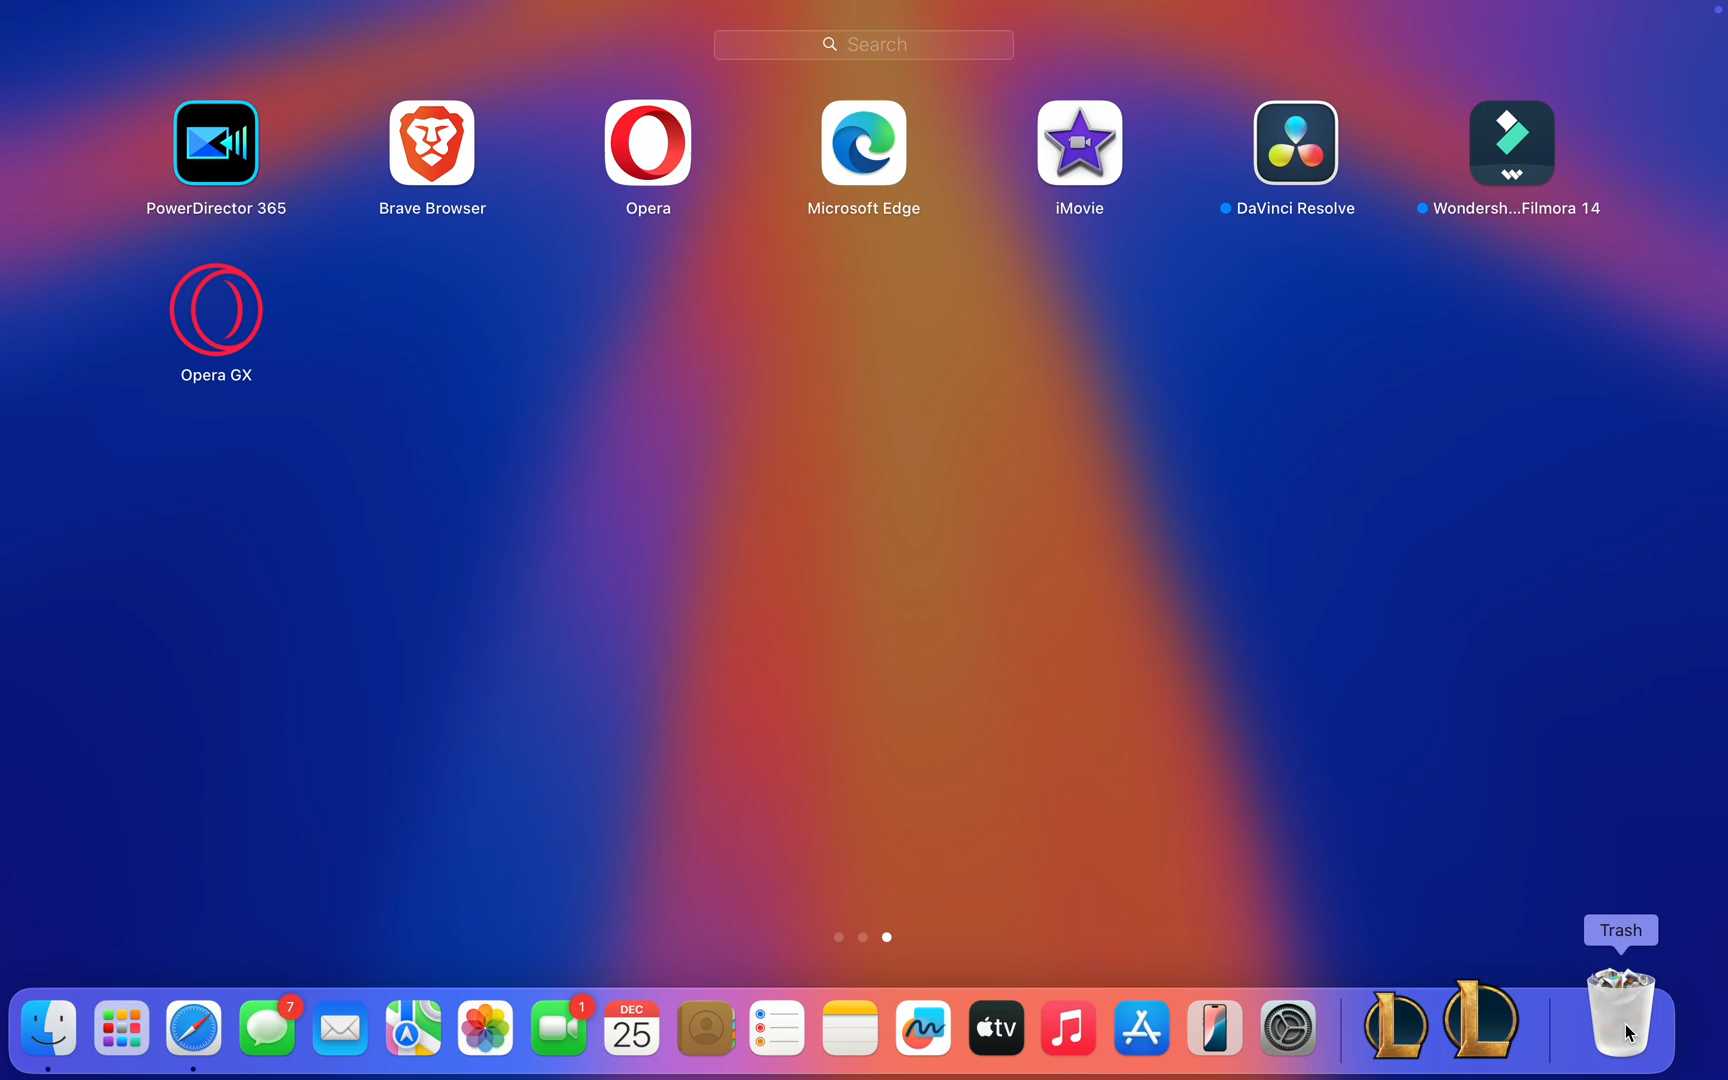 Search
PowerDirector 365
Brave Browser
Opera
Microsoft Edge
iMovie
DaVinci Resolve
Wondersh...Filmora 14
Opera GX
Trash
7
1
DEC
25
tv